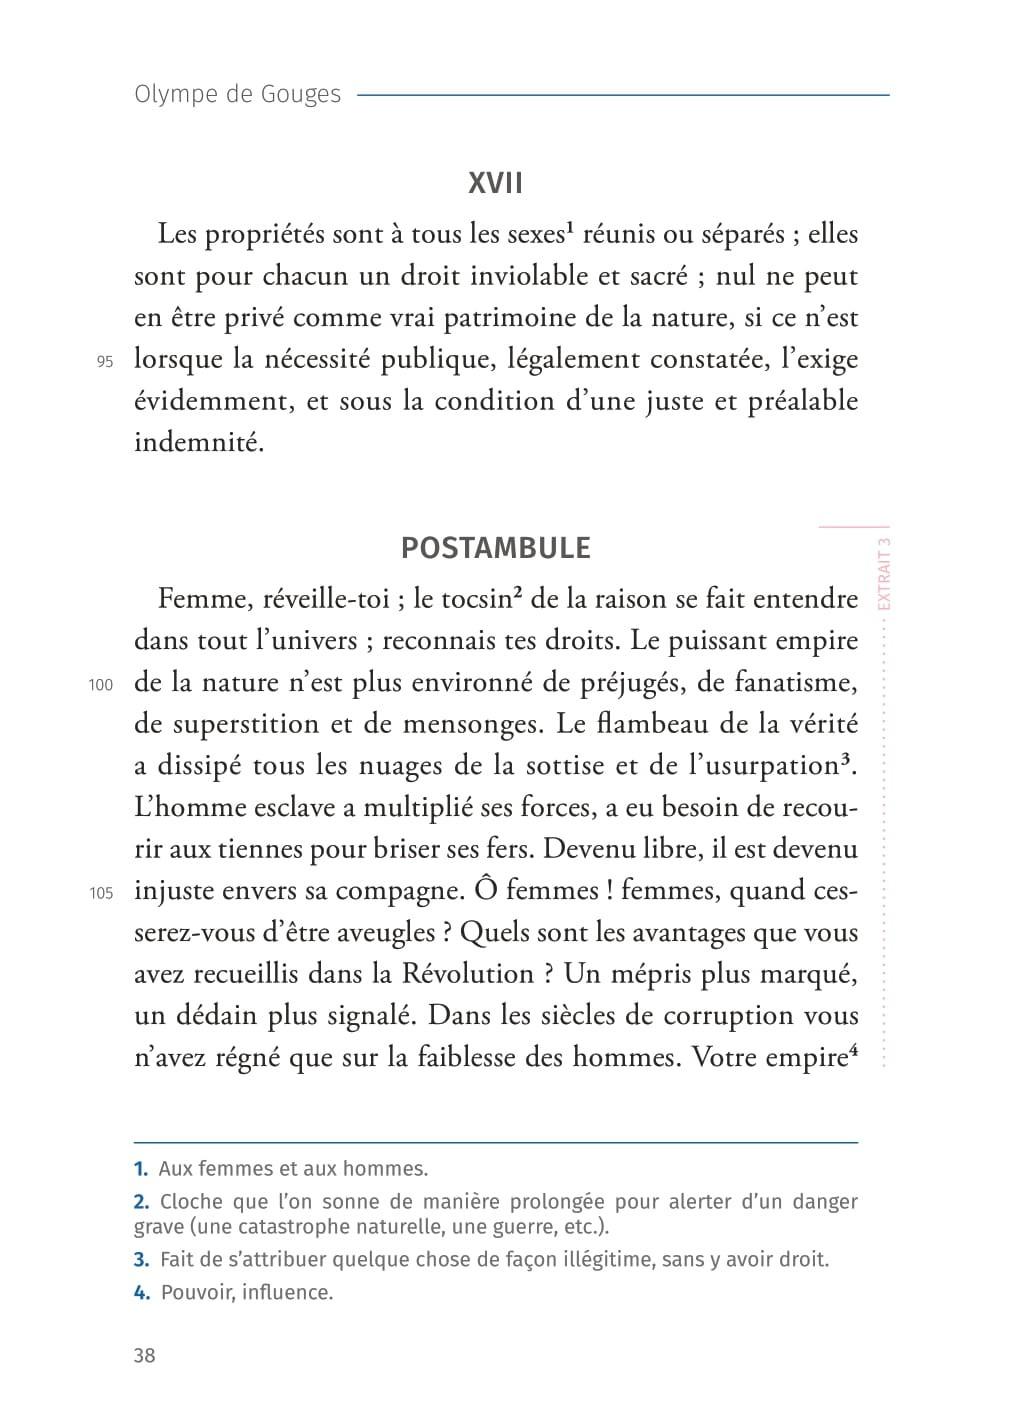 Olympe de Gouges
XVII
Les propriétés sont à tous les sexes¹ réunis ou séparés ; elles
sont pour chacun un droit inviolable et sacré ; nul ne peut
en être privé comme vrai patrimoine de la nature, si ce n’est
95 lorsque la nécessité publique, légalement constatée, l’exige
évidemment, et sous la condition d’une juste et préalable
indemnité.
POSTAMBULE
EXTRAIT 3
Femme, réveille-toi ; le tocsin² de la raison se fait entendre
dans tout l’univers ; reconnais tes droits. Le puissant empire
100 de la nature n’est plus environné de préjugés, de fanatisme,
de superstition et de mensonges. Le flambeau de la vérité
a dissipé tous les nuages de la sottise et de l’usurpation³.
L’homme esclave a multiplié ses forces, a eu besoin de recou-
rir aux tiennes pour briser ses fers. Devenu libre, il est devenu
105 injuste envers sa compagne. Ô femmes ! femmes, quand ces-
serez-vous d’être aveugles ? Quels sont les avantages que vous
avez recueillis dans la Révolution ? Un mépris plus marqué,
un dédain plus signalé. Dans les siècles de corruption vous
n’avez régné que sur la faiblesse des hommes. Votre empire⁴
1. Aux femmes et aux hommes.
2. Cloche que l’on sonne de manière prolongée pour alerter d’un danger
grave (une catastrophe naturelle, une guerre, etc.).
3. Fait de s’attribuer quelque chose de façon illégitime, sans y avoir droit.
4. Pouvoir, influence.
38